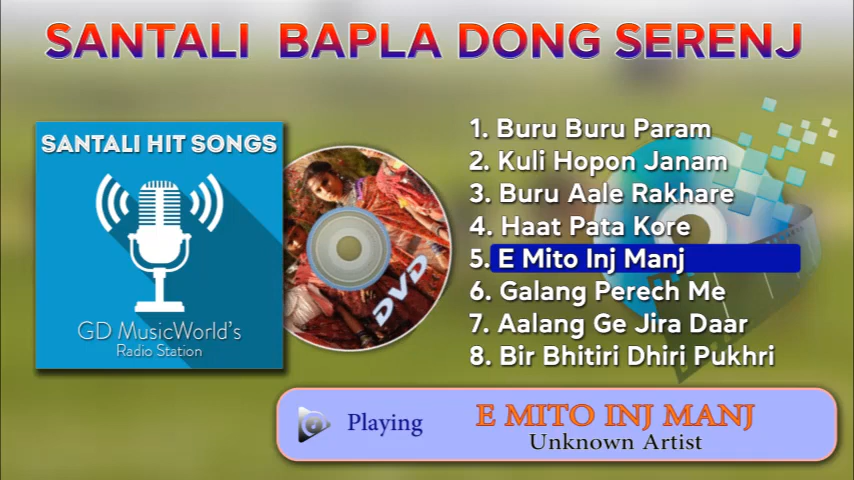 SANTALI BAPLA DONG SERENJ
SANTALI HIT SONGS
GD MusicWorld's
Radio Station
DVD
1. Buru Buru Param
2. Kuli Hopon Janam
3. Buru Aale Rakhare
4. Haat Pata Kore
5. E Mito Inj Manj
6. Galang Perech Me
7. Aalang Ge Jira Daar
8. Bir Bhitiri Dhiri Pukhri
Playing
E MITO INJ MANJ
Unknown Artist